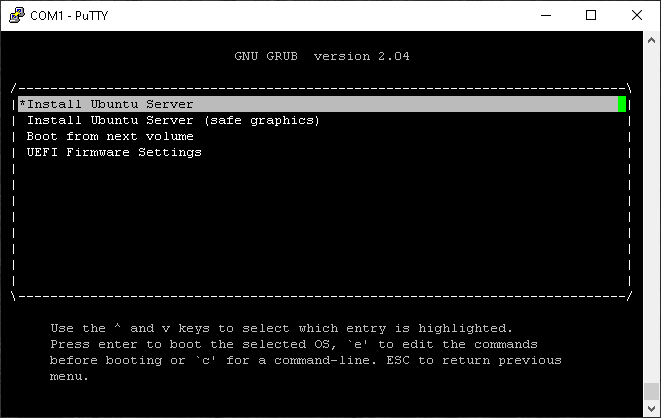 COM1 - PuTTY
GNU GRUB  version 2.04
*Install Ubuntu Server
Install Ubuntu Server (safe graphics)
Boot from next volume
UEFI Firmware Settings
Use the ^ and v keys to select which entry is highlighted.
Press enter to boot the selected OS, `e' to edit the commands
before booting or `c' for a command-line. ESC to return previous
menu.